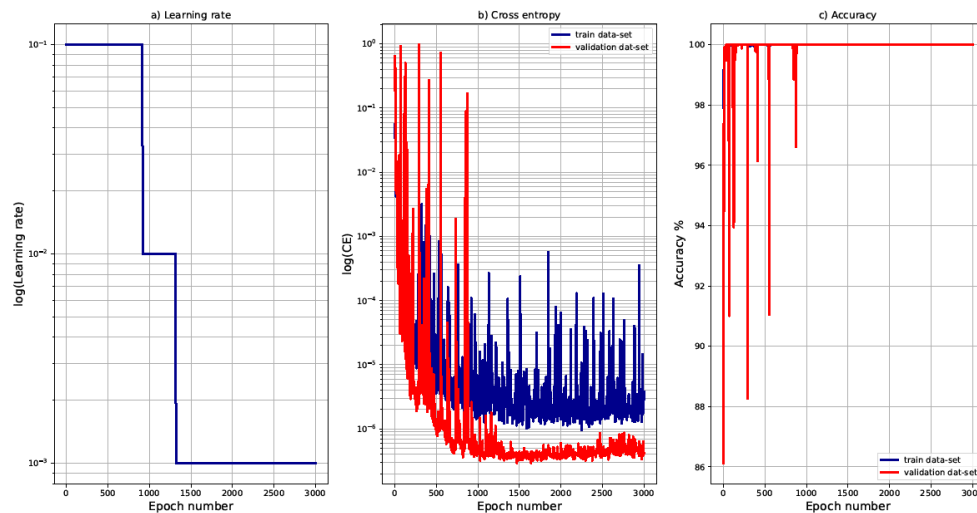 a) Learning rate
log(Learning rate)
10⁻¹
10⁻²
10⁻³
0 500 1000 1500 2000 2500 3000
Epoch number
b) Cross entropy
train data-set
validation dat-set
log(CE)
10⁰
10⁻¹
10⁻²
10⁻³
10⁻⁴
10⁻⁵
10⁻⁶
0 500 1000 1500 2000 2500 3000
Epoch number
c) Accuracy
Accuracy %
100
98
96
94
92
90
88
86
train data-set
validation dat-set
0 500 1000 1500 2000 2500 3000
Epoch number